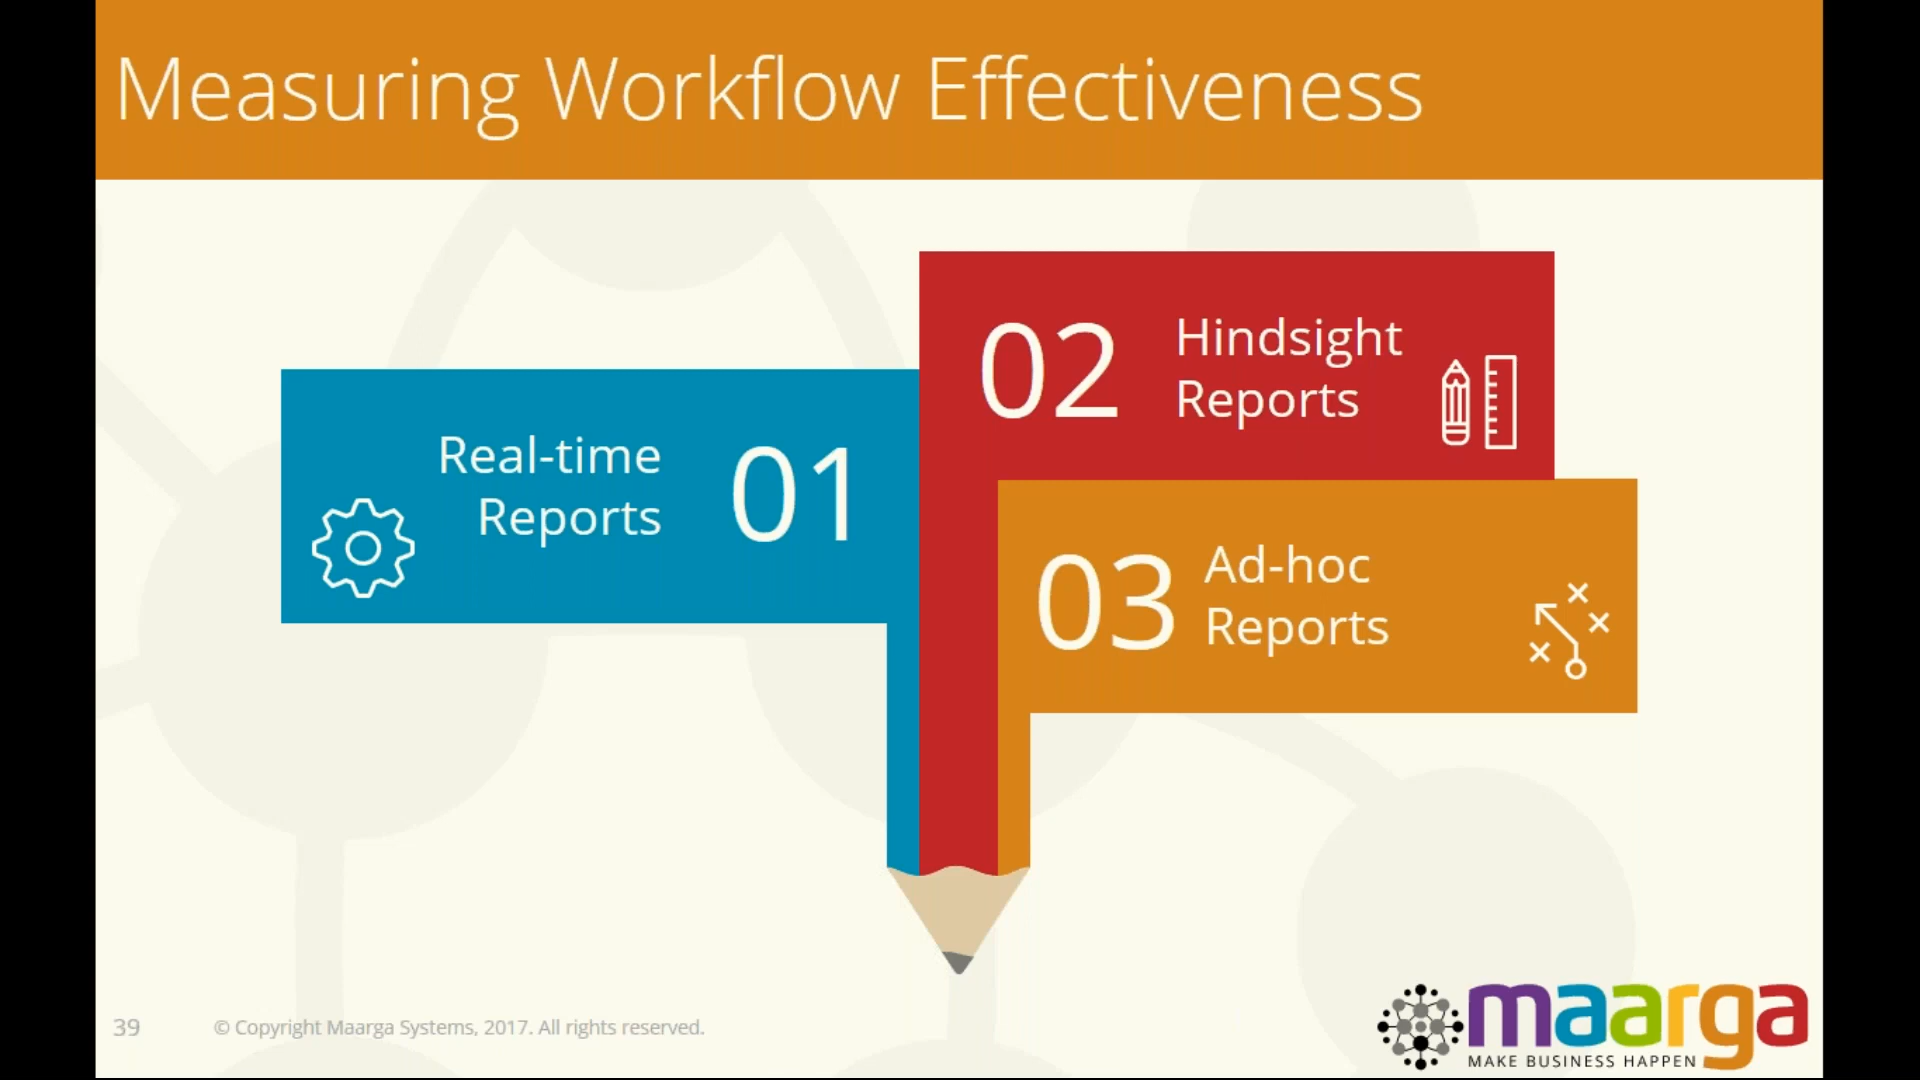 Measuring Workflow Effectiveness
Real-time
Reports
01
02
Hindsight
Reports
03
Ad-hoc
Reports
39
© Copyright Maarga Systems, 2017. All rights reserved.
maarga
MAKE BUSINESS HAPPEN